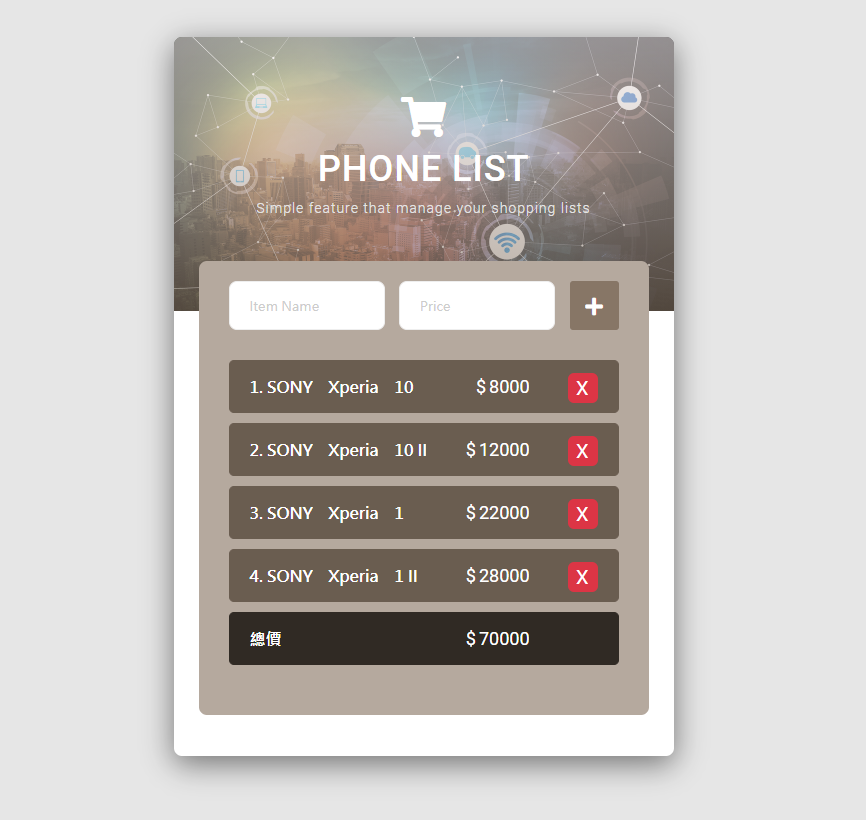 PHONE LIST
Simple feature that manage your shopping lists
Item Name Price +
1. SONY Xperia 10 $ 8000 X
2. SONY Xperia 10 II $ 12000 X
3. SONY Xperia 1 $ 22000 X
4. SONY Xperia 1 II $ 28000 X
總價 $ 70000